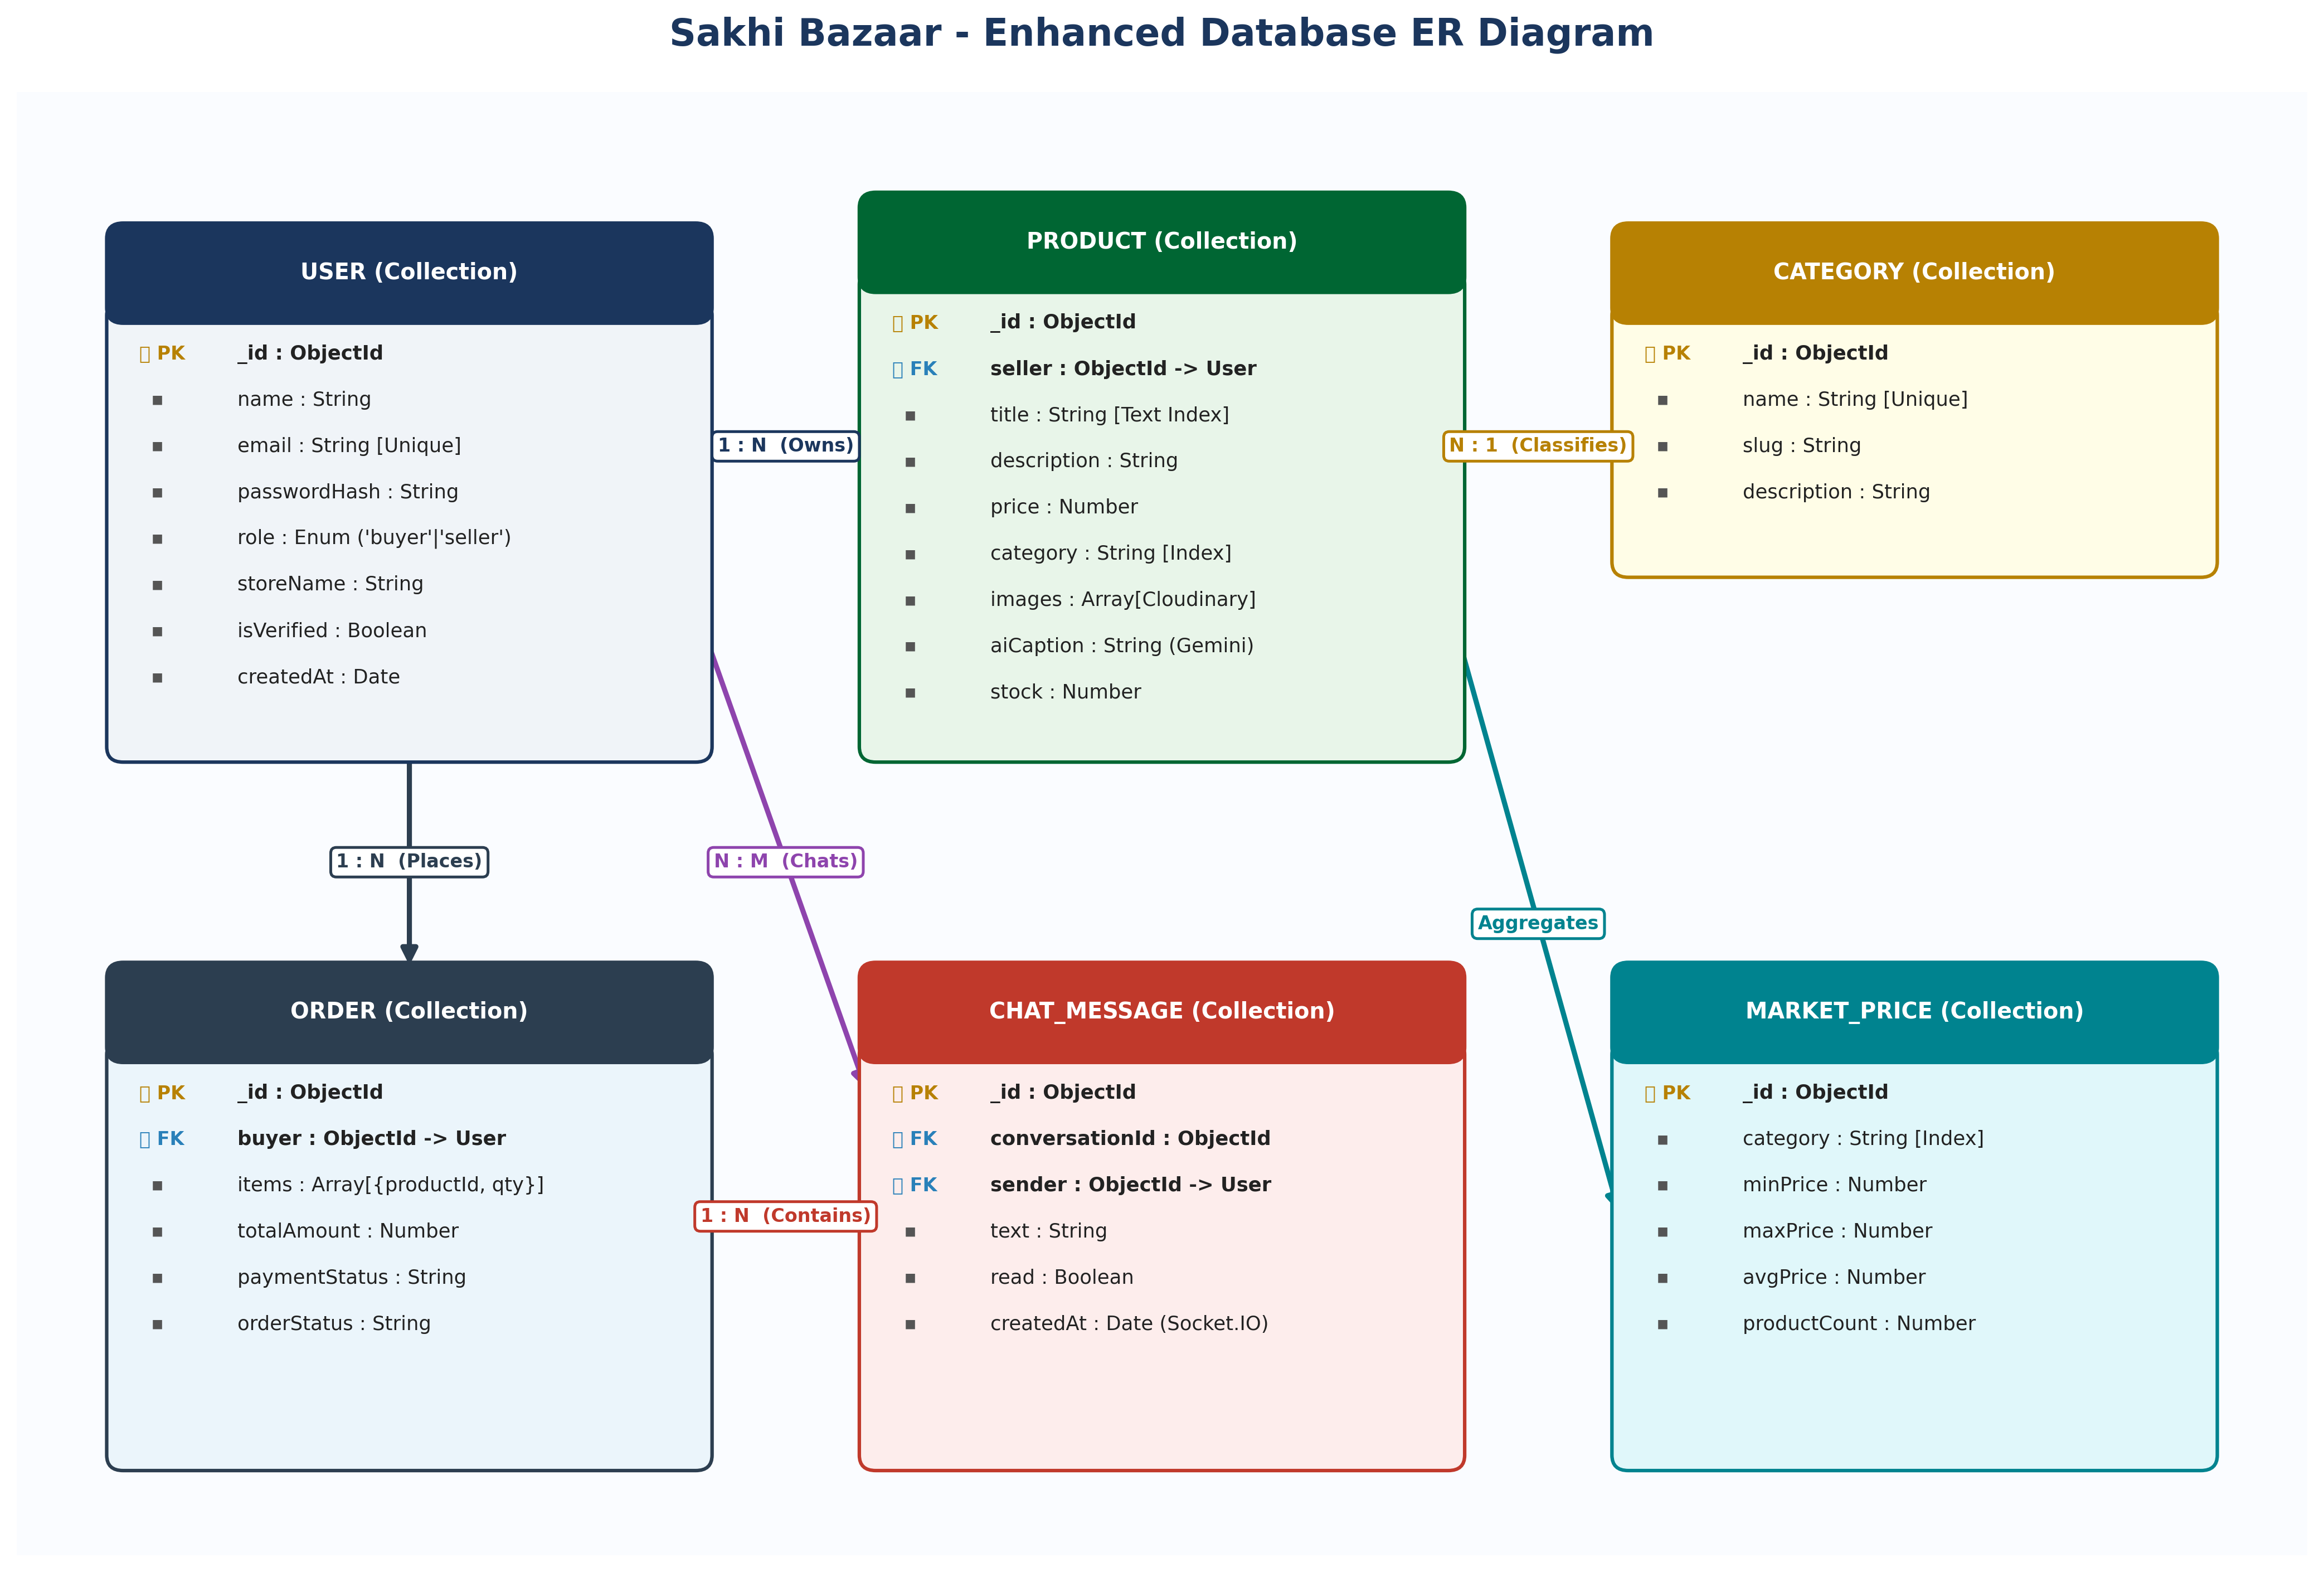 Sakhi Bazaar - Enhanced Database ER Diagram
USER (Collection)
PK _id : ObjectId
name : String
email : String [Unique]
passwordHash : String
role : Enum ('buyer'|'seller')
storeName : String
isVerified : Boolean
createdAt : Date
1 : N (Owns)
PRODUCT (Collection)
PK _id : ObjectId
FK seller : ObjectId -> User
title : String [Text Index]
description : String
price : Number
category : String [Index]
images : Array[Cloudinary]
aiCaption : String (Gemini)
stock : Number
N : 1 (Classifies)
CATEGORY (Collection)
PK _id : ObjectId
name : String [Unique]
slug : String
description : String
1 : N (Places)
N : M (Chats)
Aggregates
ORDER (Collection)
PK _id : ObjectId
FK buyer : ObjectId -> User
items : Array[{productId, qty}]
totalAmount : Number
paymentStatus : String
orderStatus : String
1 : N (Contains)
CHAT_MESSAGE (Collection)
PK _id : ObjectId
FK conversationId : ObjectId
FK sender : ObjectId -> User
text : String
read : Boolean
createdAt : Date (Socket.IO)
MARKET_PRICE (Collection)
PK _id : ObjectId
category : String [Index]
minPrice : Number
maxPrice : Number
avgPrice : Number
productCount : Number